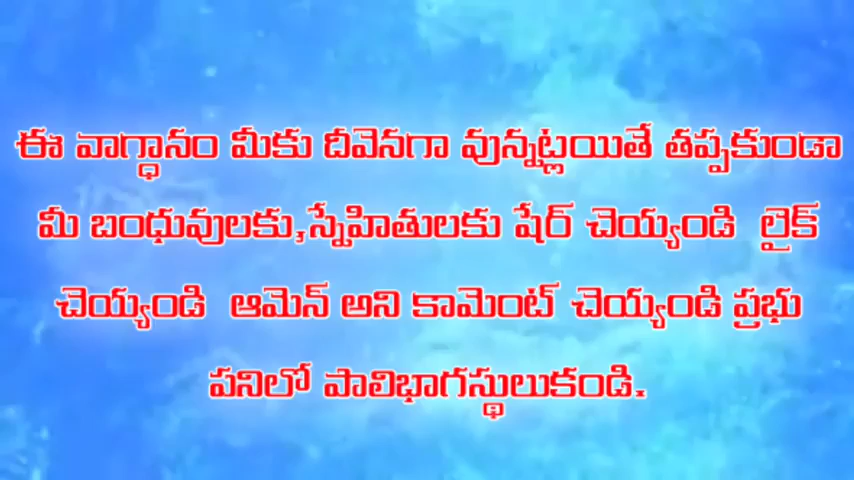 ఈ వాగ్ధానం మీకు దీవెనగా వున్నట్లయితే తప్పకుండా
మీ బంధువులకు,స్నేహితులకు షేర్ చెయ్యండి లైక్
చెయ్యండి ఆమెన్ అని కామెంట్ చెయ్యండి ప్రభు
పనిలో పాలిభాగస్థులుకండి.